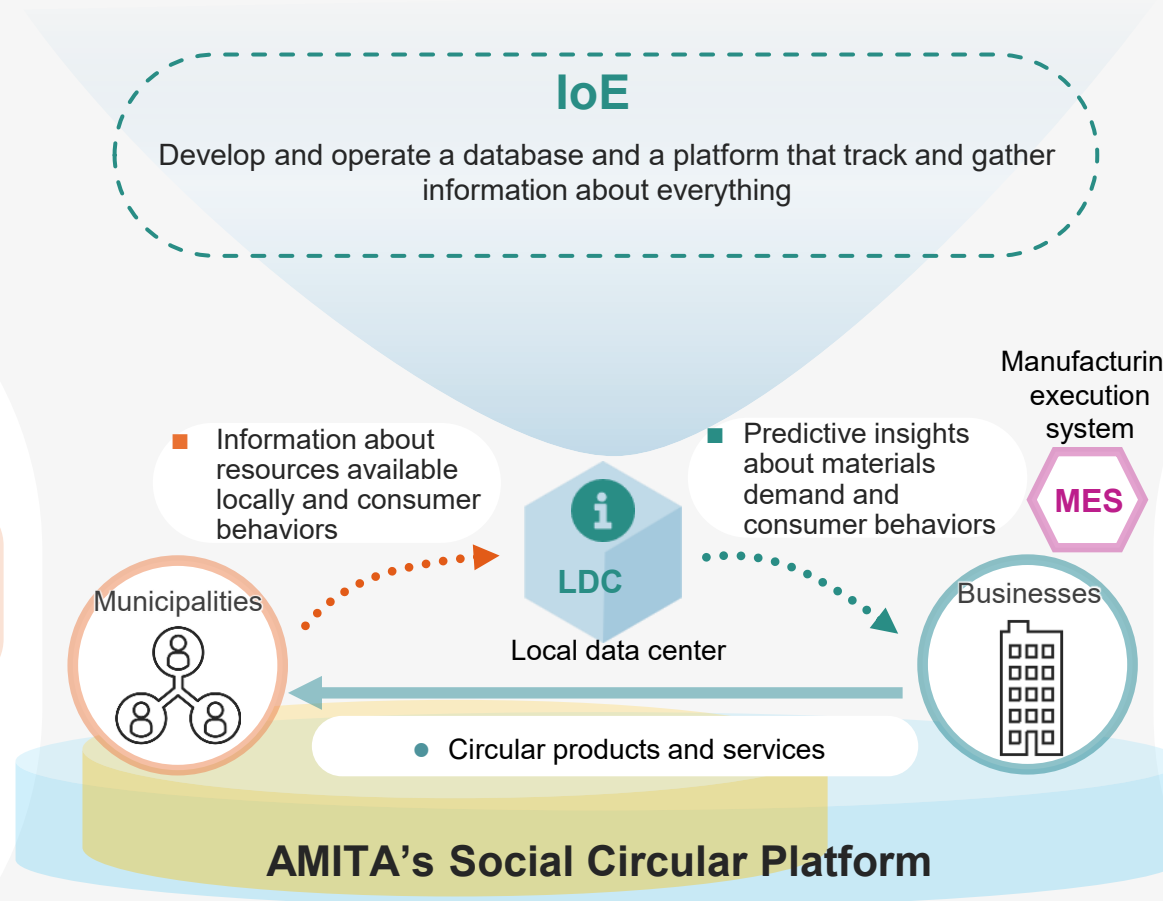 IoE
Develop and operate a database and a platform that track and gather
information about everything
Manufacturin
execution
system
MES
Information about
resources available
locally and consumer
behaviors
Predictive insights
about materials
demand and
consumer behaviors
LDC
Local data center
Municipalities
Businesses
Circular products and services
AMITA’s Social Circular Platform